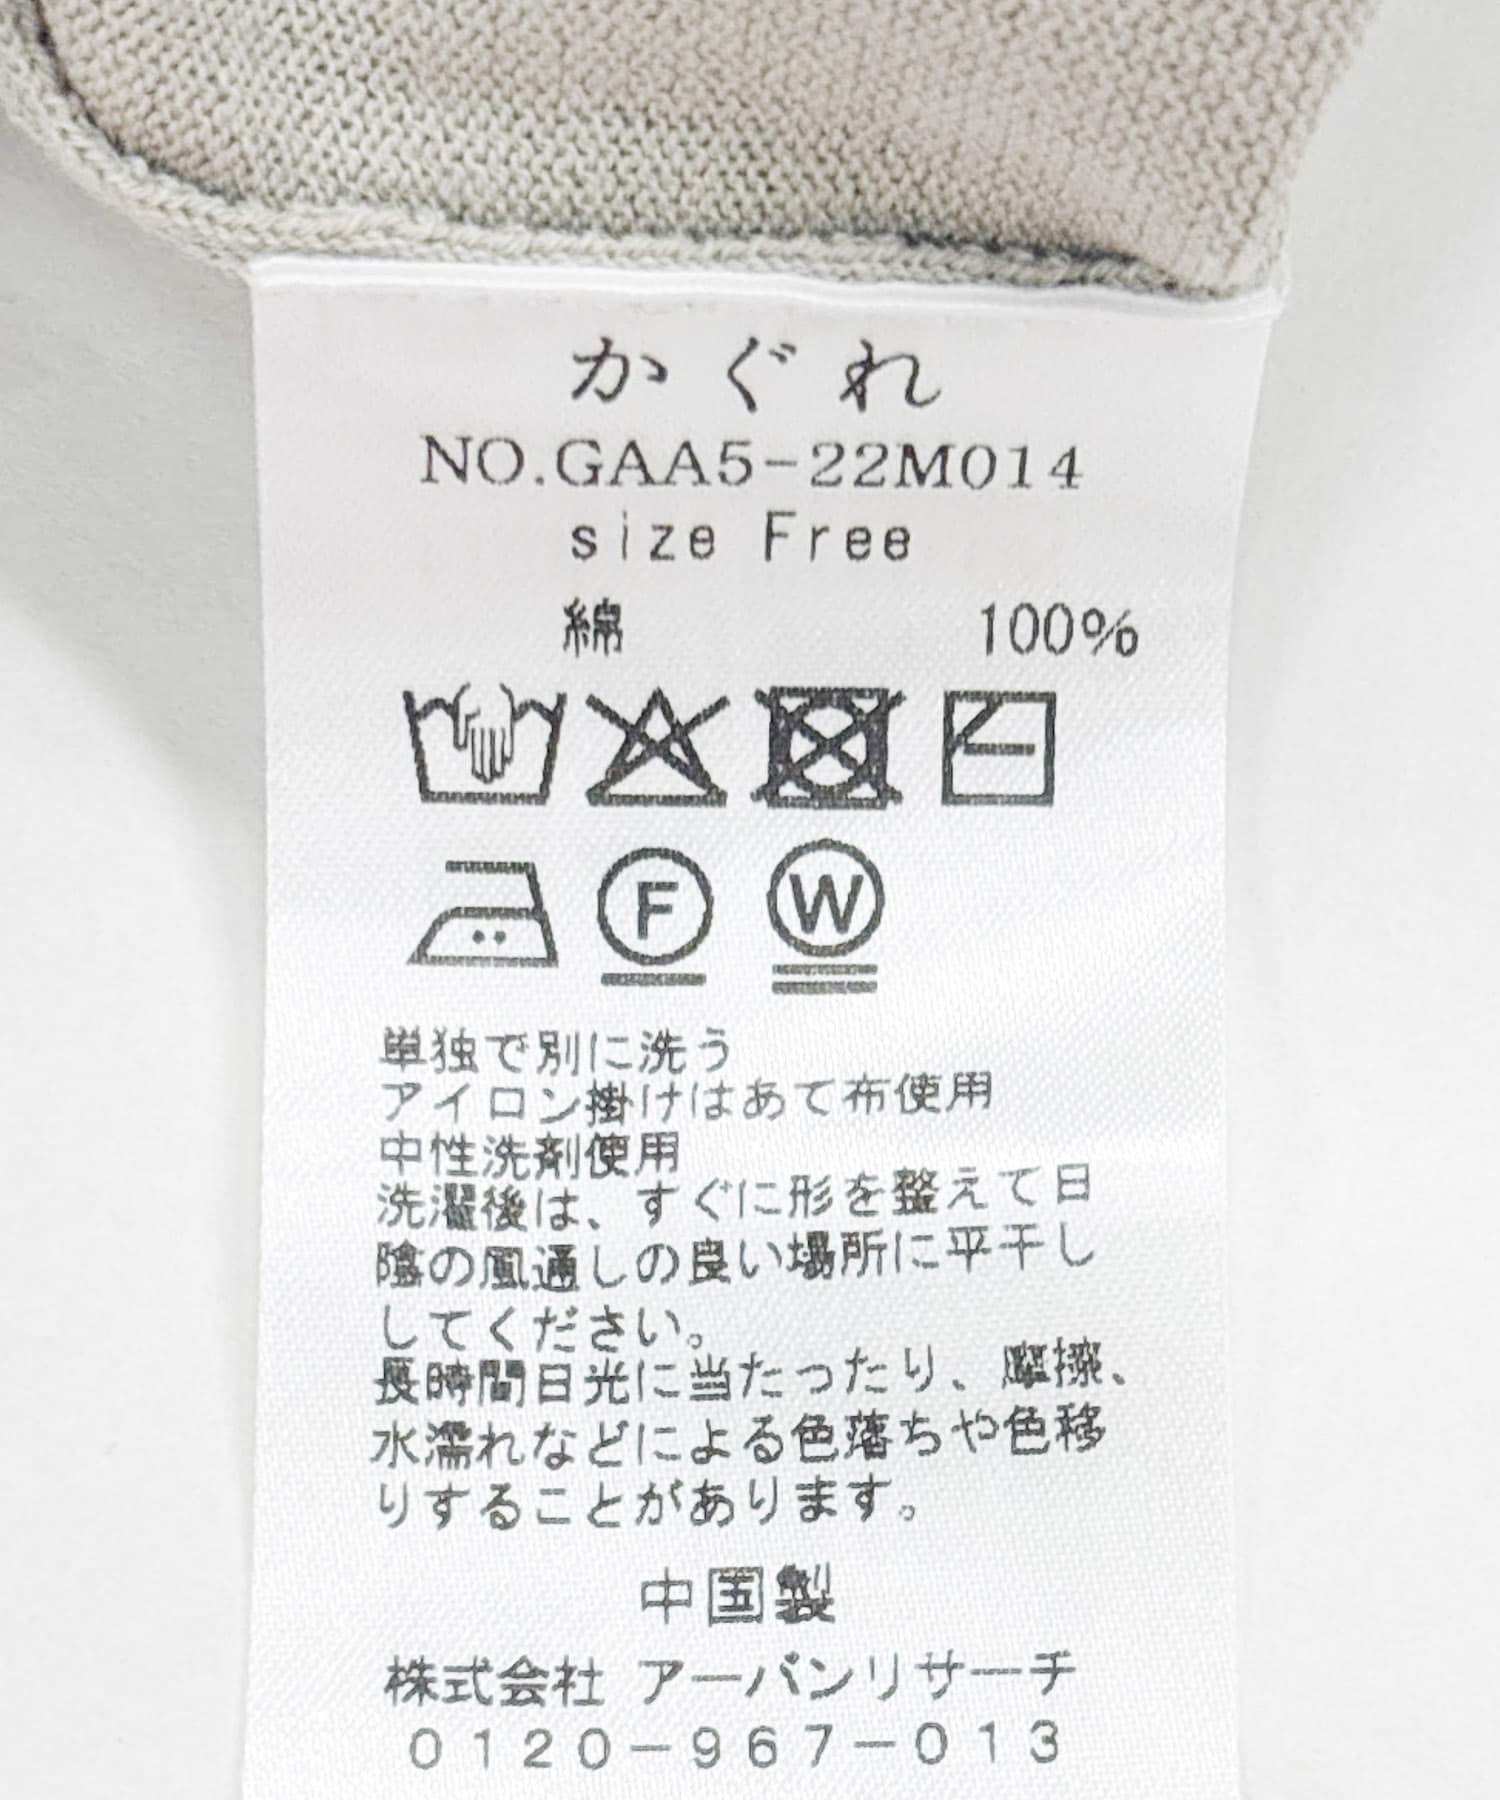 かぐれ
NO.GAA5-22M014
size Free
綿 100%
F W
単独で別に洗う
アイロン掛けはあて布使用
中性洗剤使用
洗濯後は、すぐに形を整えて日
陰の風通しの良い場所に平干し
してください。
長時間日光に当たったり、摩擦、
水濡れなどによる色落ちや色移
りすることがあります。
中国製
株式会社 アーバンリサーチ
0120-967-013